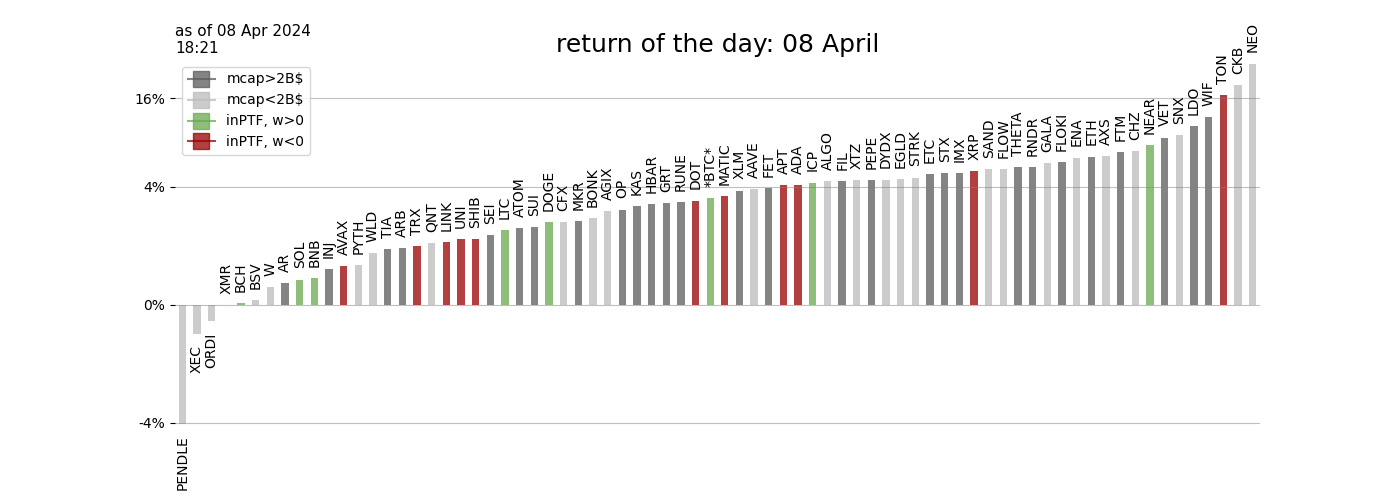 as of 08 Apr 2024
18:21
return of the day: 08 April
mcap>2B$
mcap<2B$
inPTF, w>0
inPTF, w<0
16%
4%
0%
-4%
PENDLE
XEC
ORDI
XMR
BCH
BSV
W
AR
SOL
BNB
INJ
AVAX
PYTH
WLD
TIA
ARB
TRX
QNT
LINK
UNI
SHIB
SEI
LTC
ATOM
SUI
DOGE
CFX
MKR
BONK
AGIX
OP
KAS
HBAR
GRT
RUNE
DOT
*BTC*
MATIC
XLM
AAVE
FET
APT
ADA
ICP
ALGO
FIL
XTZ
PEPE
DYDX
EGLD
STRK
ETC
STX
IMX
XRP
SAND
FLOW
THETA
RNDR
GALA
FLOKI
ENA
ETH
AXS
FTM
CHZ
NEAR
VET
SNX
LDO
WIF
TON
CKB
NEO